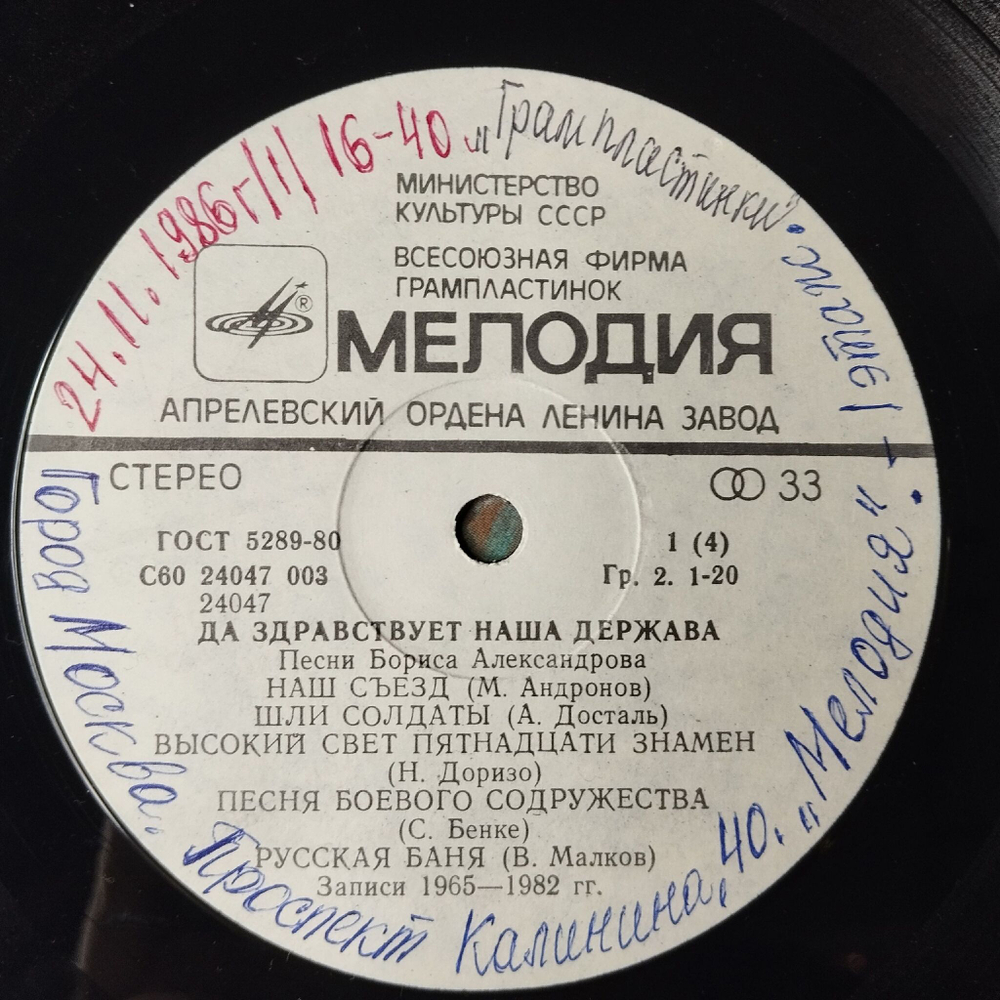 24.11.1986г/1/ 16-40 „Грампластинки".
МИНИСТЕРСТВО
КУЛЬТУРЫ СССР
ВСЕСОЮЗНАЯ ФИРМА
ГРАМПЛАСТИНОК
®
МЕЛОДИЯ
АПРЕЛЕВСКИЙ ОРДЕНА ЛЕНИНА ЗАВОД
СТЕРЕО
33
ГОСТ 5289-80
1 (4)
С60 24047 003
Гр. 2. 1-20
24047
ДА ЗДРАВСТВУЕТ НАША ДЕРЖАВА
Песни Бориса Александрова
НАШ СЪЕЗД (М. Андронов)
ШЛИ СОЛДАТЫ (А. Досталь)
ВЫСОКИЙ СВЕТ ПЯТНАДЦАТИ ЗНАМЕН
(Н. Доризо)
ПЕСНЯ БОЕВОГО СОДРУЖЕСТВА
(С. Бенке)
РУССКАЯ БАНЯ (В. Малков)
Записи 1965—1982 гг.
Город Москва.
Проспект Калинина, 40. „Мелодия" - 1 этаж.